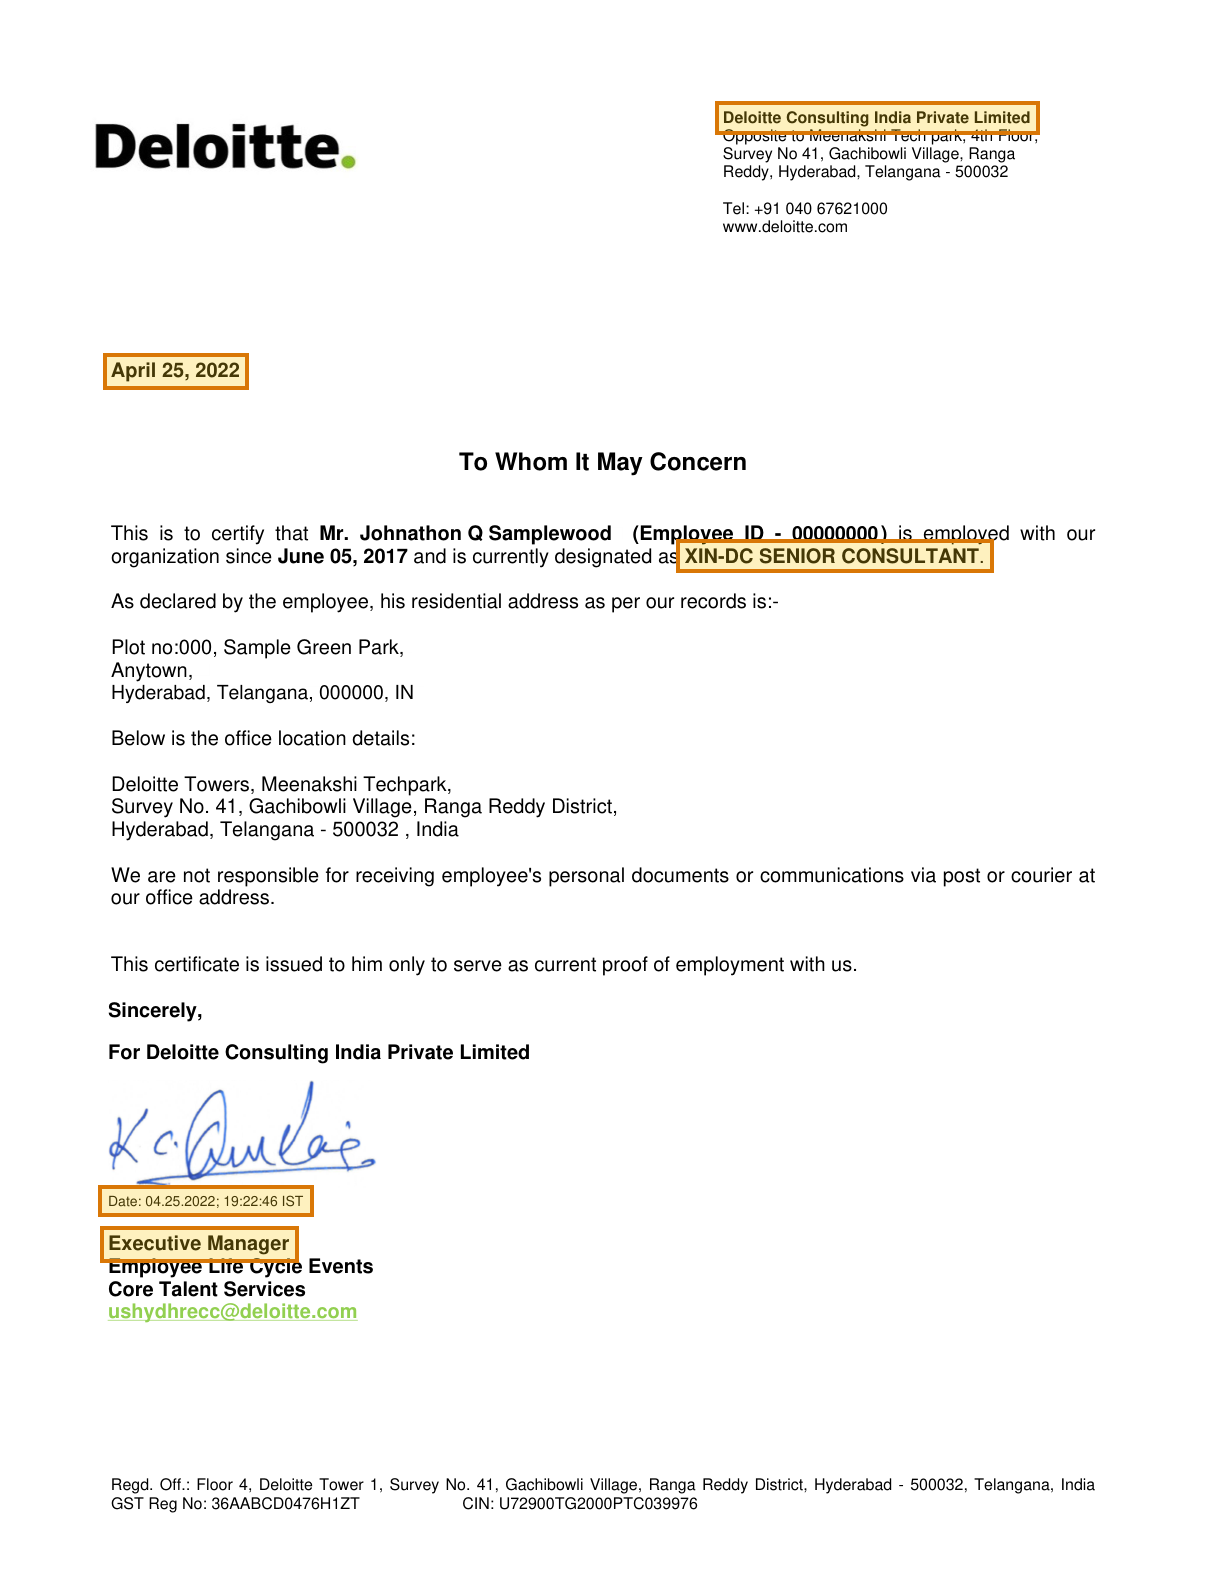 Deloitte.
Deloitte Consulting India Private Limited
Opposite to Meenakshi Tech park, 4th Floor,
Survey No 41, Gachibowli Village, Ranga
Reddy, Hyderabad, Telangana - 500032
Tel: +91 040 67621000
www.deloitte.com
April 25, 2022
To Whom It May Concern
This is to certify that Mr. Johnathon Q Samplewood (Employee ID - 00000000) is employed with our
organization since June 05, 2017 and is currently designated as XIN-DC SENIOR CONSULTANT.
As declared by the employee, his residential address as per our records is:-
Plot no:000, Sample Green Park,
Anytown,
Hyderabad, Telangana, 000000, IN
Below is the office location details:
Deloitte Towers, Meenakshi Techpark,
Survey No. 41, Gachibowli Village, Ranga Reddy District,
Hyderabad, Telangana - 500032 , India
We are not responsible for receiving employee's personal documents or communications via post or courier at
our office address.
This certificate is issued to him only to serve as current proof of employment with us.
Sincerely,
For Deloitte Consulting India Private Limited
Date: 04.25.2022; 19:22:46 IST
Executive Manager
Employee Life Cycle Events
Core Talent Services
ushydhrecc@deloitte.com
Regd. Off.: Floor 4, Deloitte Tower 1, Survey No. 41, Gachibowli Village, Ranga Reddy District, Hyderabad - 500032, Telangana, India
GST Reg No: 36AABCD0476H1ZT CIN: U72900TG2000PTC039976